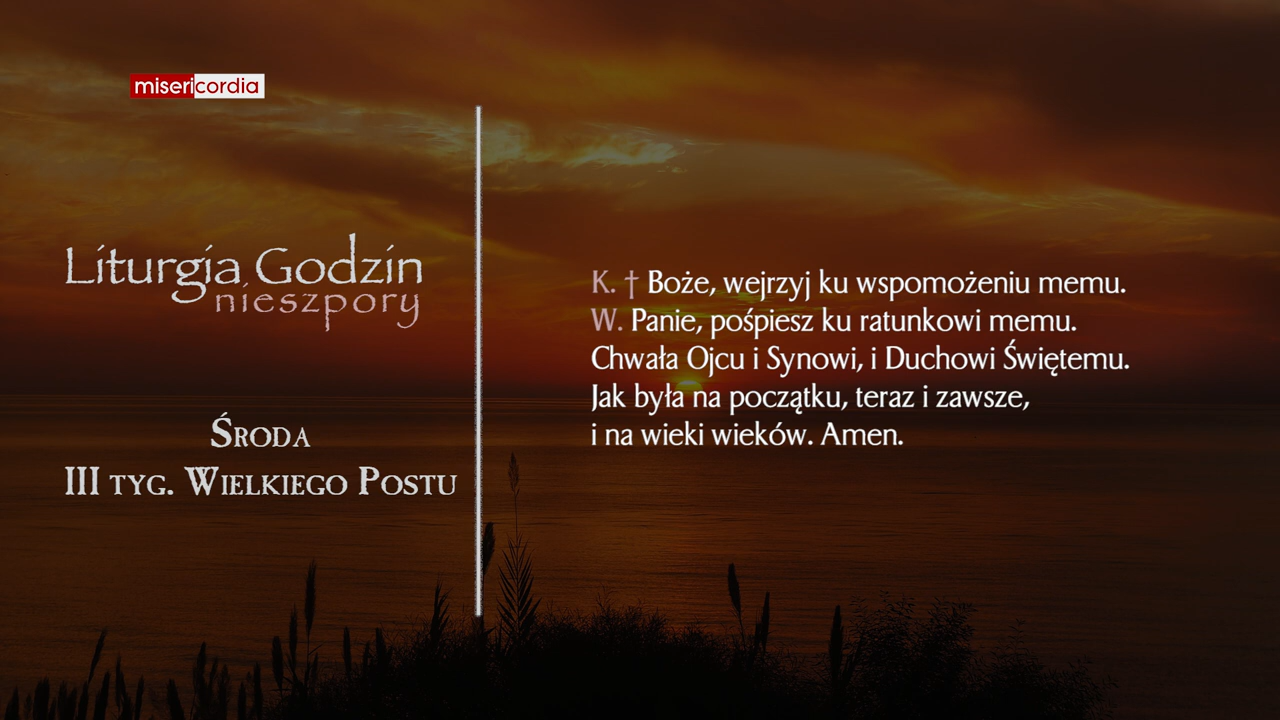 misericordia
Liturgia Godzin
nieszpory
Środa
III tyg. Wielkiego Postu
K. † Boże, wejrzyj ku wspomożeniu memu.
W. Panie, pośpiesz ku ratunkowi memu.
Chwała Ojcu i Synowi, i Duchowi Świętemu.
Jak była na początku, teraz i zawsze,
i na wieki wieków. Amen.